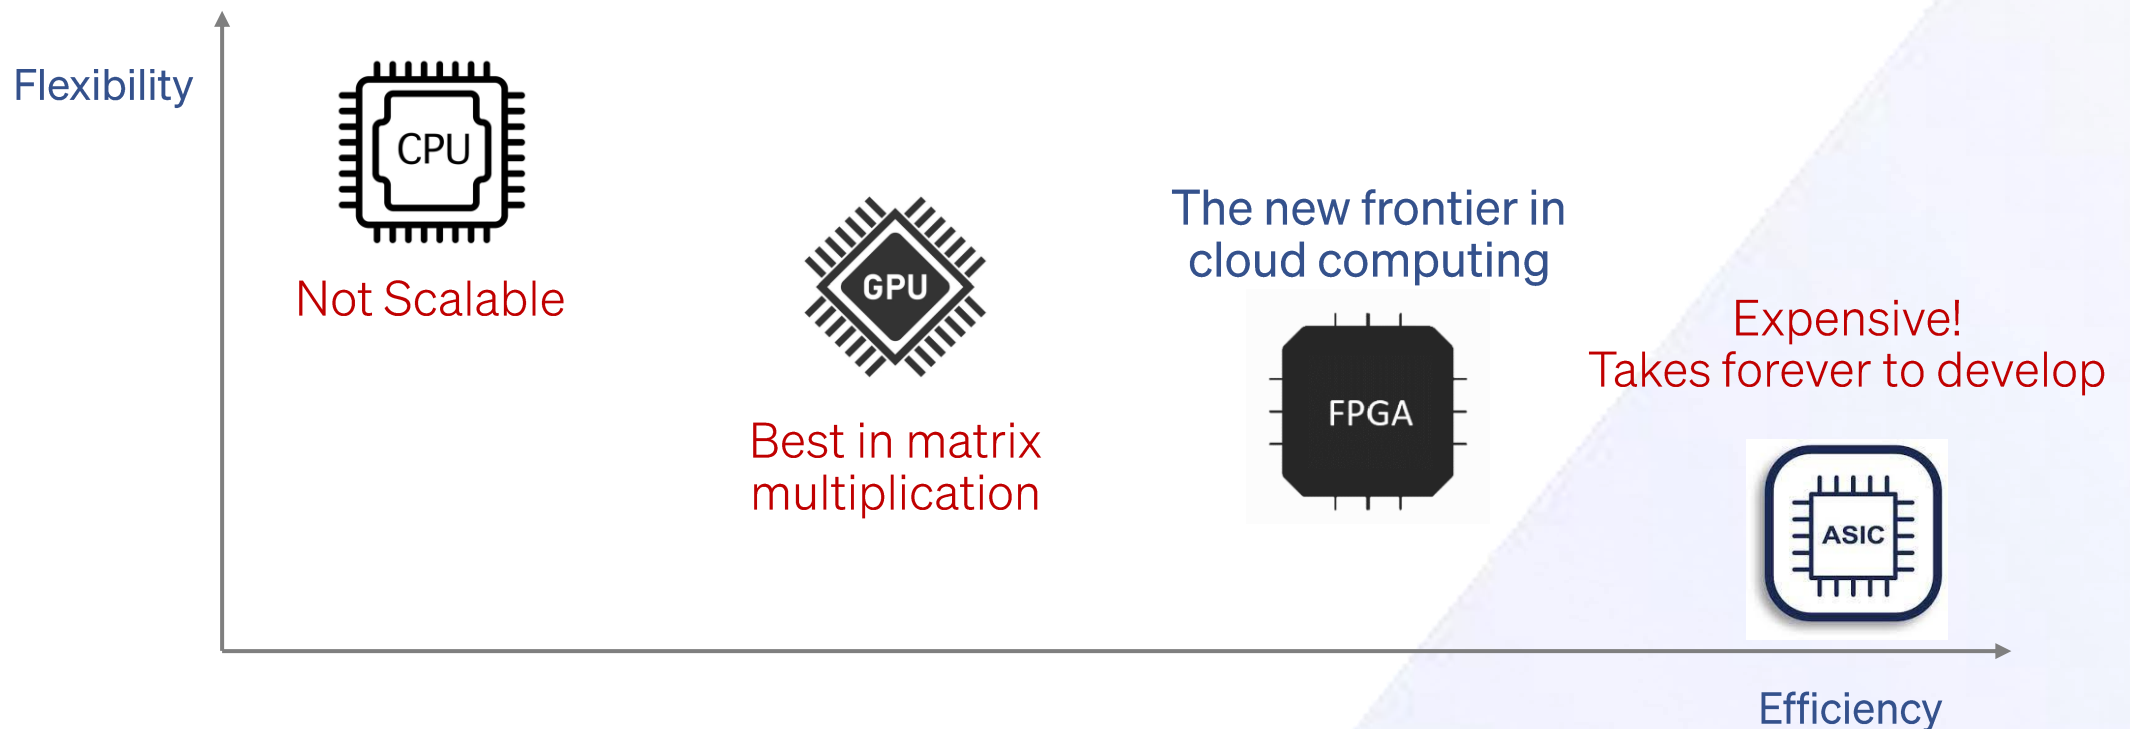 Flexibility
CPU
Not Scalable
GPU
Best in matrix
multiplication
The new frontier in
cloud computing
FPGA
Expensive!
Takes forever to develop
ASIC
Efficiency